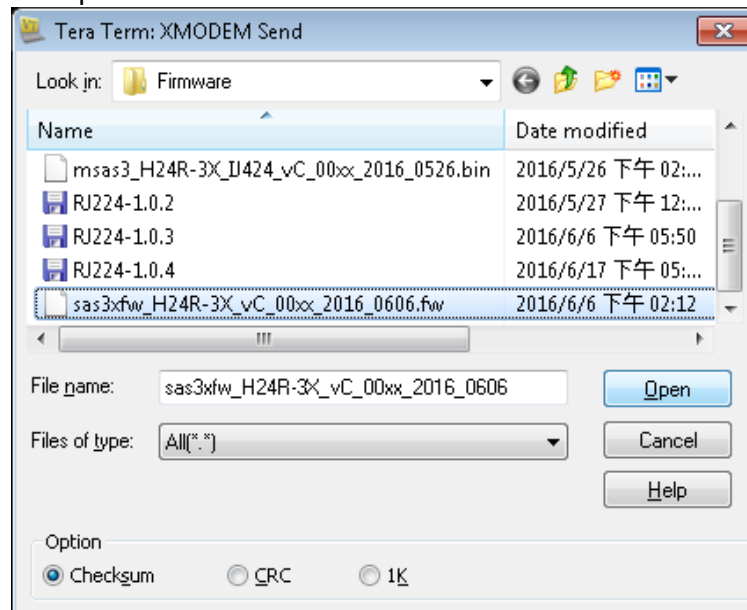 Tera Term: XMODEM Send
Look in: Firmware
Name Date modified
msas3_H24R-3X_IJ424_vC_00xx_2016_0526.bin 2016/5/26 下午 02:...
RJ224-1.0.2 2016/5/27 下午 12:...
RJ224-1.0.3 2016/6/6 下午 05:50
RJ224-1.0.4 2016/6/17 下午 05:...
sas3xfw_H24R-3X_vC_00xx_2016_0606.fw 2016/6/6 下午 02:12
File name: sas3xfw_H24R-3X_vC_00xx_2016_0606 Open
Files of type: All(*.*) Cancel
Help
Option
Checksum CRC 1K